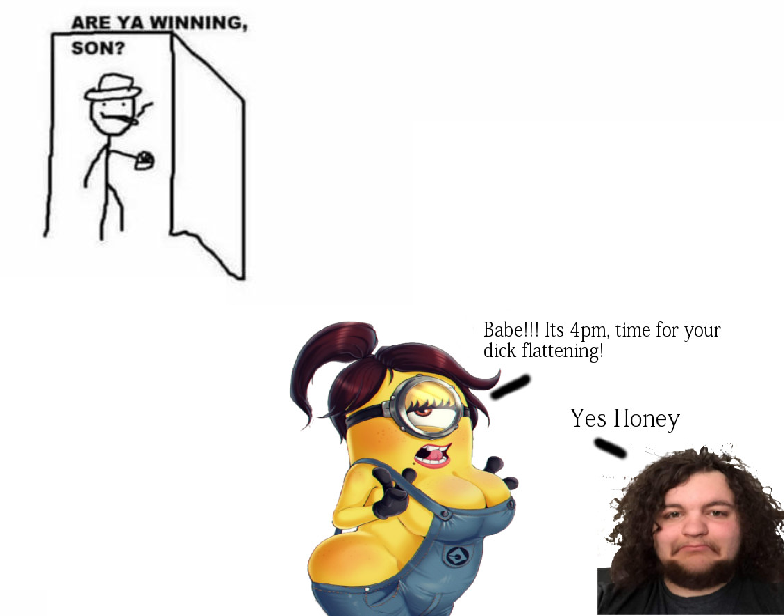 ARE YA WINNING,
SON?
Babe!!! Its 4pm, time for your
dick flattening!
Yes Honey